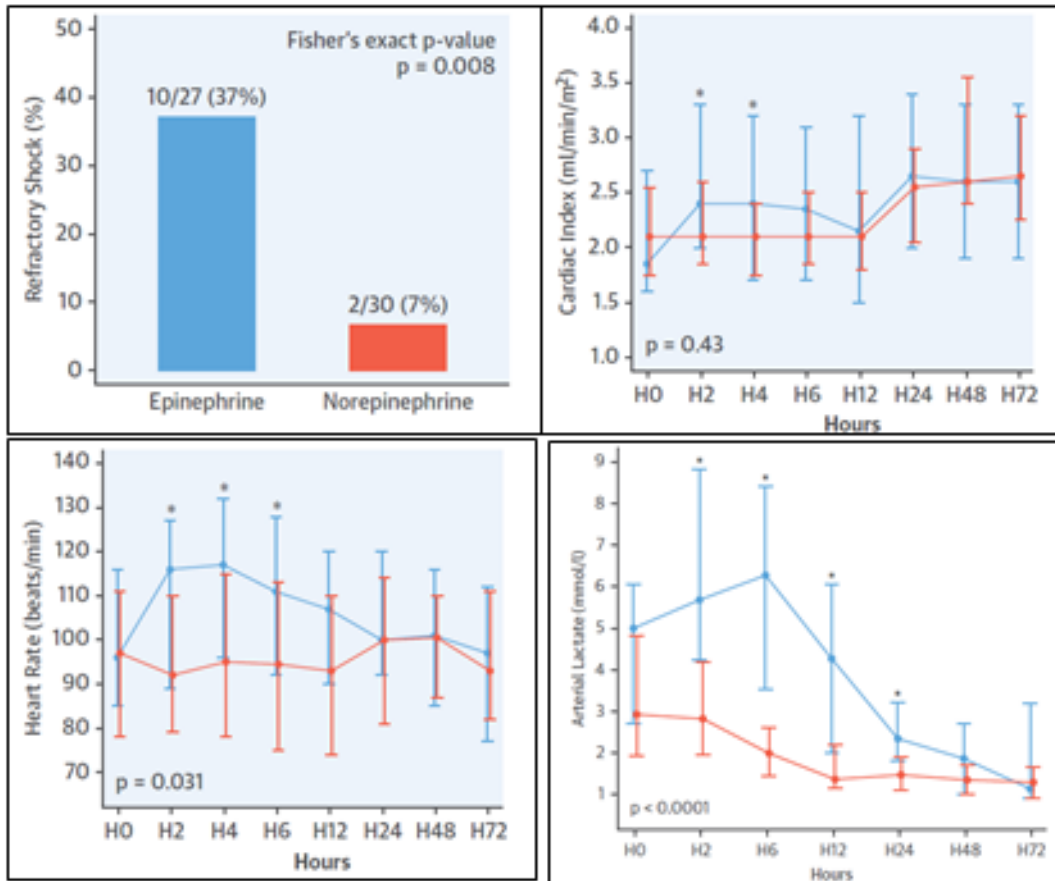 Refractory Shock (%)
50
40
30
20
10
0
Fisher's exact p-value
p = 0.008
10/27 (37%)
2/30 (7%)
Epinephrine
Norepinephrine
Cardiac Index (ml/min/m²)
4.0
3.5
3.0
2.5
2.0
1.5
1.0
* *
p = 0.43
H0 H2 H4 H6 H12 H24 H48 H72
Hours
Heart Rate (beats/min)
140
130
120
110
100
90
80
70
* * *
p = 0.031
H0 H2 H4 H6 H12 H24 H48 H72
Hours
Arterial Lactate (mmol/l)
9
8
7
6
5
4
3
2
1
* * * *
p < 0.0001
H0 H2 H6 H12 H24 H48 H72
Hours